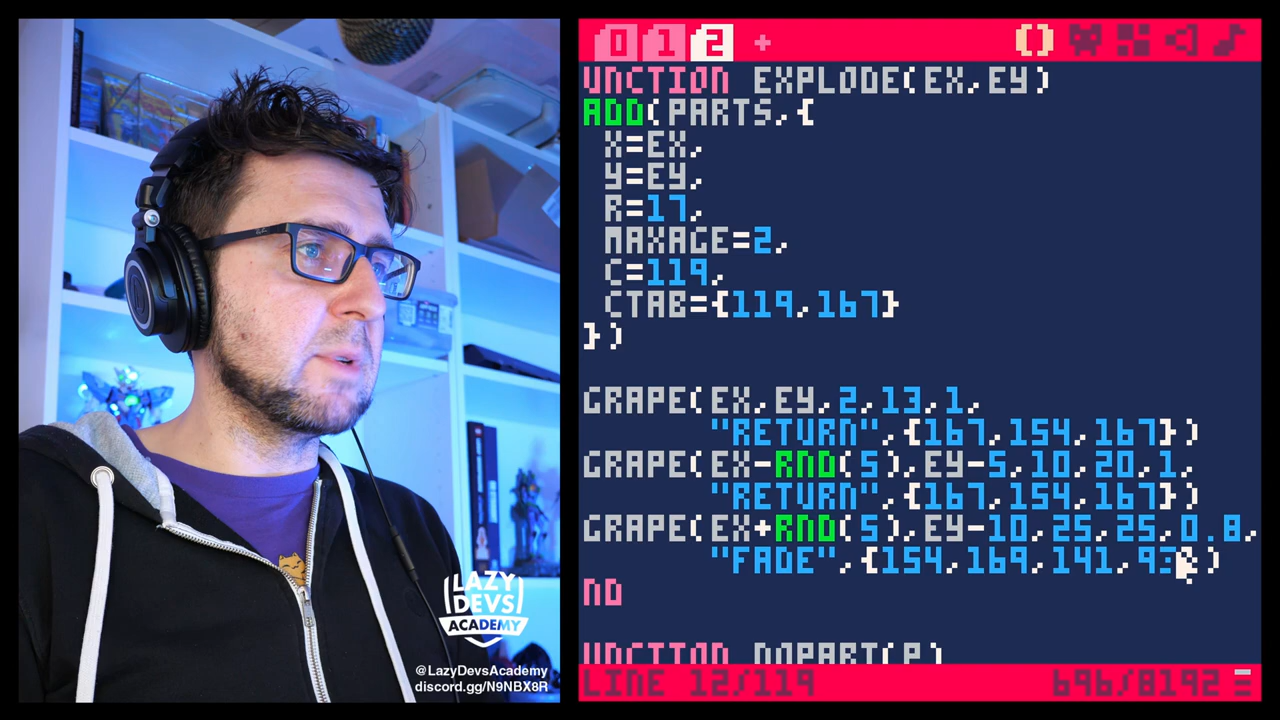 0 1 2 +
UNCTION EXPLODE(EX,EY)
ADD(PARTS,{
X=EX,
Y=EY,
R=17,
MAXAGE=2,
C=119,
CTAB={119,167}
})
GRAPE(EX,EY,2,13,1,
"RETURN",{167,154,167})
GRAPE(EX-RND(5),EY-5,10,20,1,
"RETURN",{167,154,167})
GRAPE(EX+RND(5),EY-10,25,25,0.8,
"FADE",{154,169,141,93})
ND
UNCTION DOPART(P)
LINE 12/119
696/8192
LAZY
DEVS
ACADEMY
@LazyDevsAcademy
discord.gg/N9NBX8R